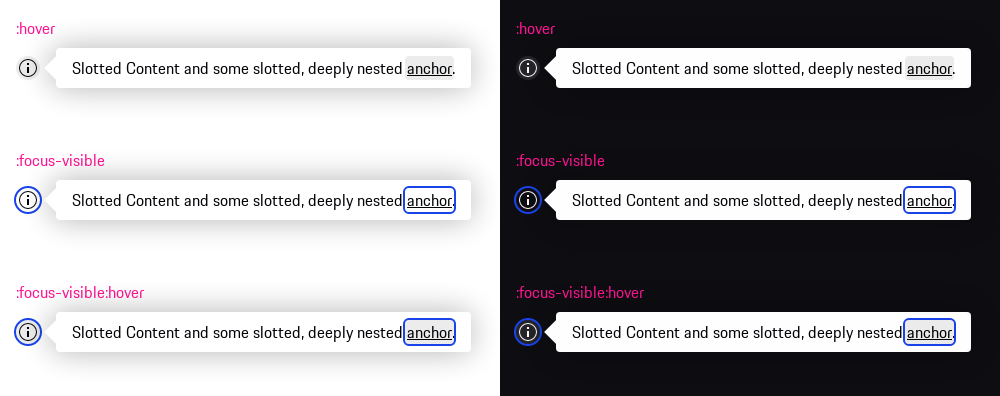 :hover
Slotted Content and some slotted, deeply nested anchor.
:focus-visible
Slotted Content and some slotted, deeply nested anchor.
:focus-visible:hover
Slotted Content and some slotted, deeply nested anchor.
:hover
Slotted Content and some slotted, deeply nested anchor.
:focus-visible
Slotted Content and some slotted, deeply nested anchor.
:focus-visible:hover
Slotted Content and some slotted, deeply nested anchor.